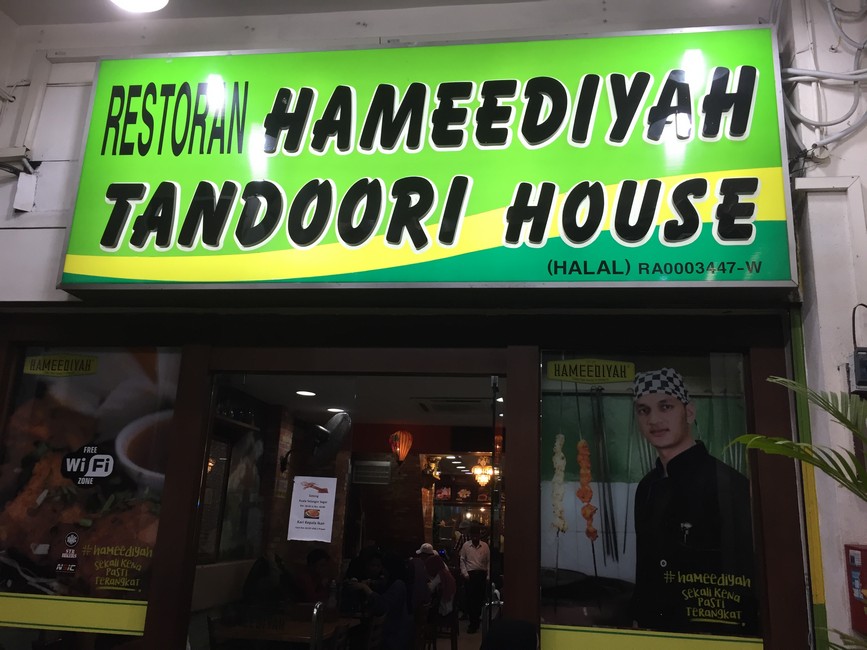 RESTORAN HAMEEDIYAH
TANDOORI HOUSE
(HALAL) RA0003447-W
HAMEEDIYAH
FREE
WiFi
ZONE
#hameediyah
SEKALI KENA
PASTI
TERANGKAT
HAMEEDIYAH
#hameediyah
SEKALI KENA
PASTI
TERANGKAT